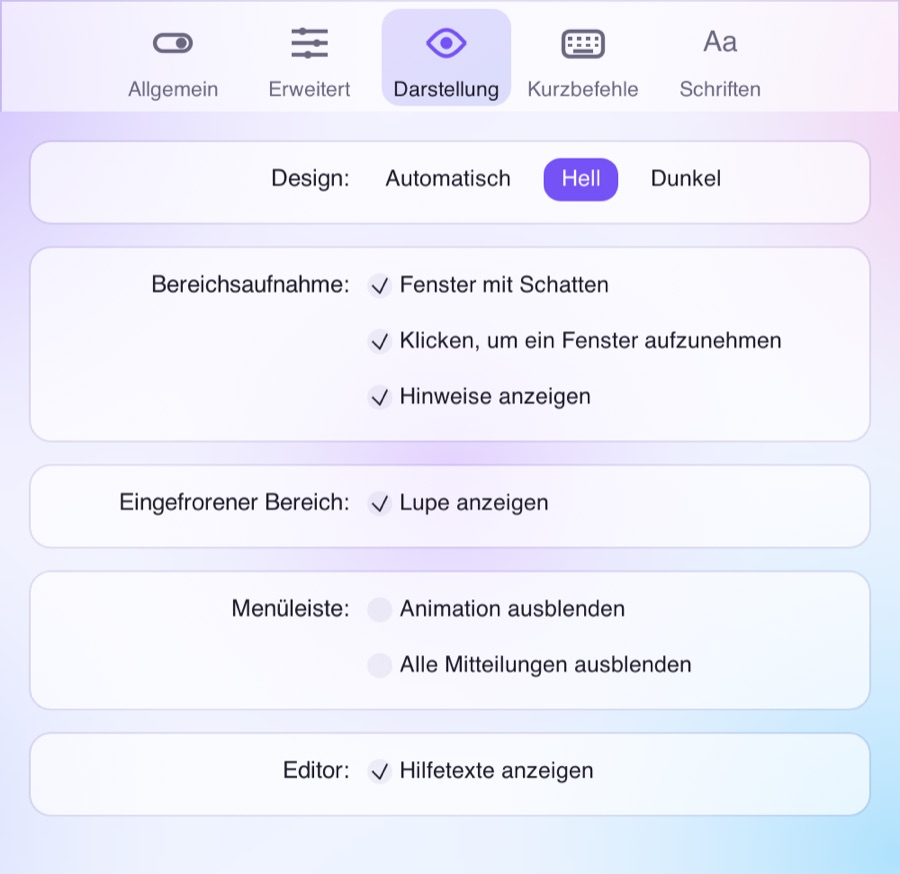 Allgemein
Erweitert
Darstellung
Kurzbefehle
Aa
Schriften
Design: Automatisch Hell Dunkel
Bereichsaufnahme: Fenster mit Schatten
Klicken, um ein Fenster aufzunehmen
Hinweise anzeigen
Eingefrorener Bereich: Lupe anzeigen
Menüleiste: Animation ausblenden
Alle Mitteilungen ausblenden
Editor: Hilfetexte anzeigen